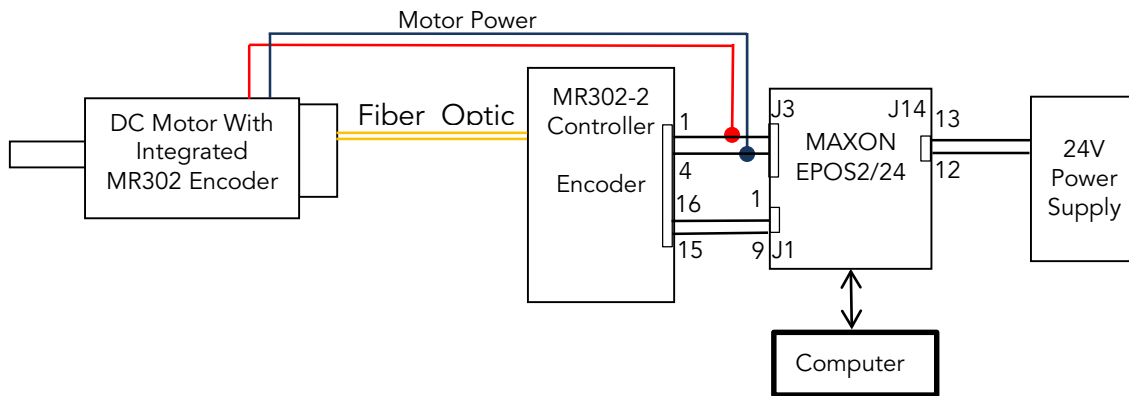 Motor Power
DC Motor With
Integrated
MR302 Encoder
Fiber Optic
MR302-2
Controller
Encoder
1
4
16
15
J3
1
9
J1
MAXON
EPOS2/24
J14
13
12
24V
Power
Supply
Computer